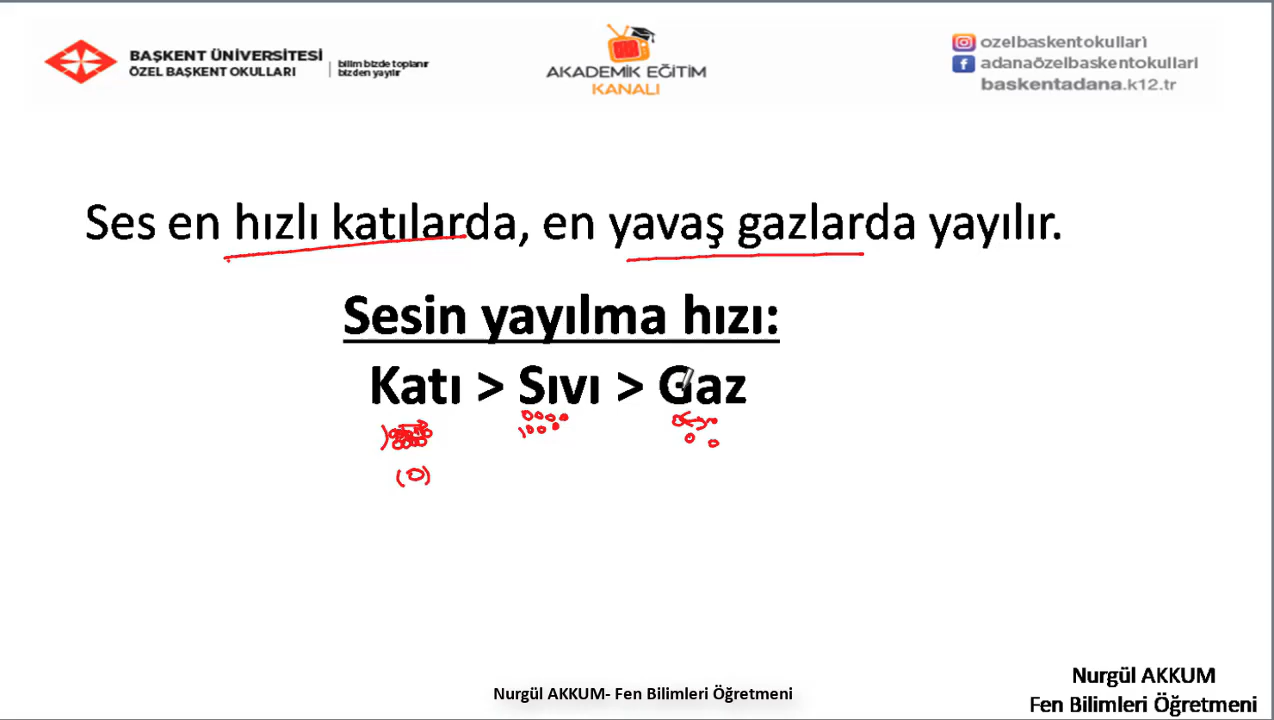 BAŞKENT ÜNİVERSİTESİ
ÖZEL BAŞKENT OKULLARI
bilim bizde toplanır
bizden yayılır
AKADEMİK EĞİTİM
KANALI
ozelbaskentokulları
adanaözelbaskentokulları
baskentadana.k12.tr
Ses en hızlı katılarda, en yavaş gazlarda yayılır.
Sesin yayılma hızı:
Katı > Sıvı > Gaz
Nurgül AKKUM- Fen Bilimleri Öğretmeni
Nurgül AKKUM
Fen Bilimleri Öğretmeni